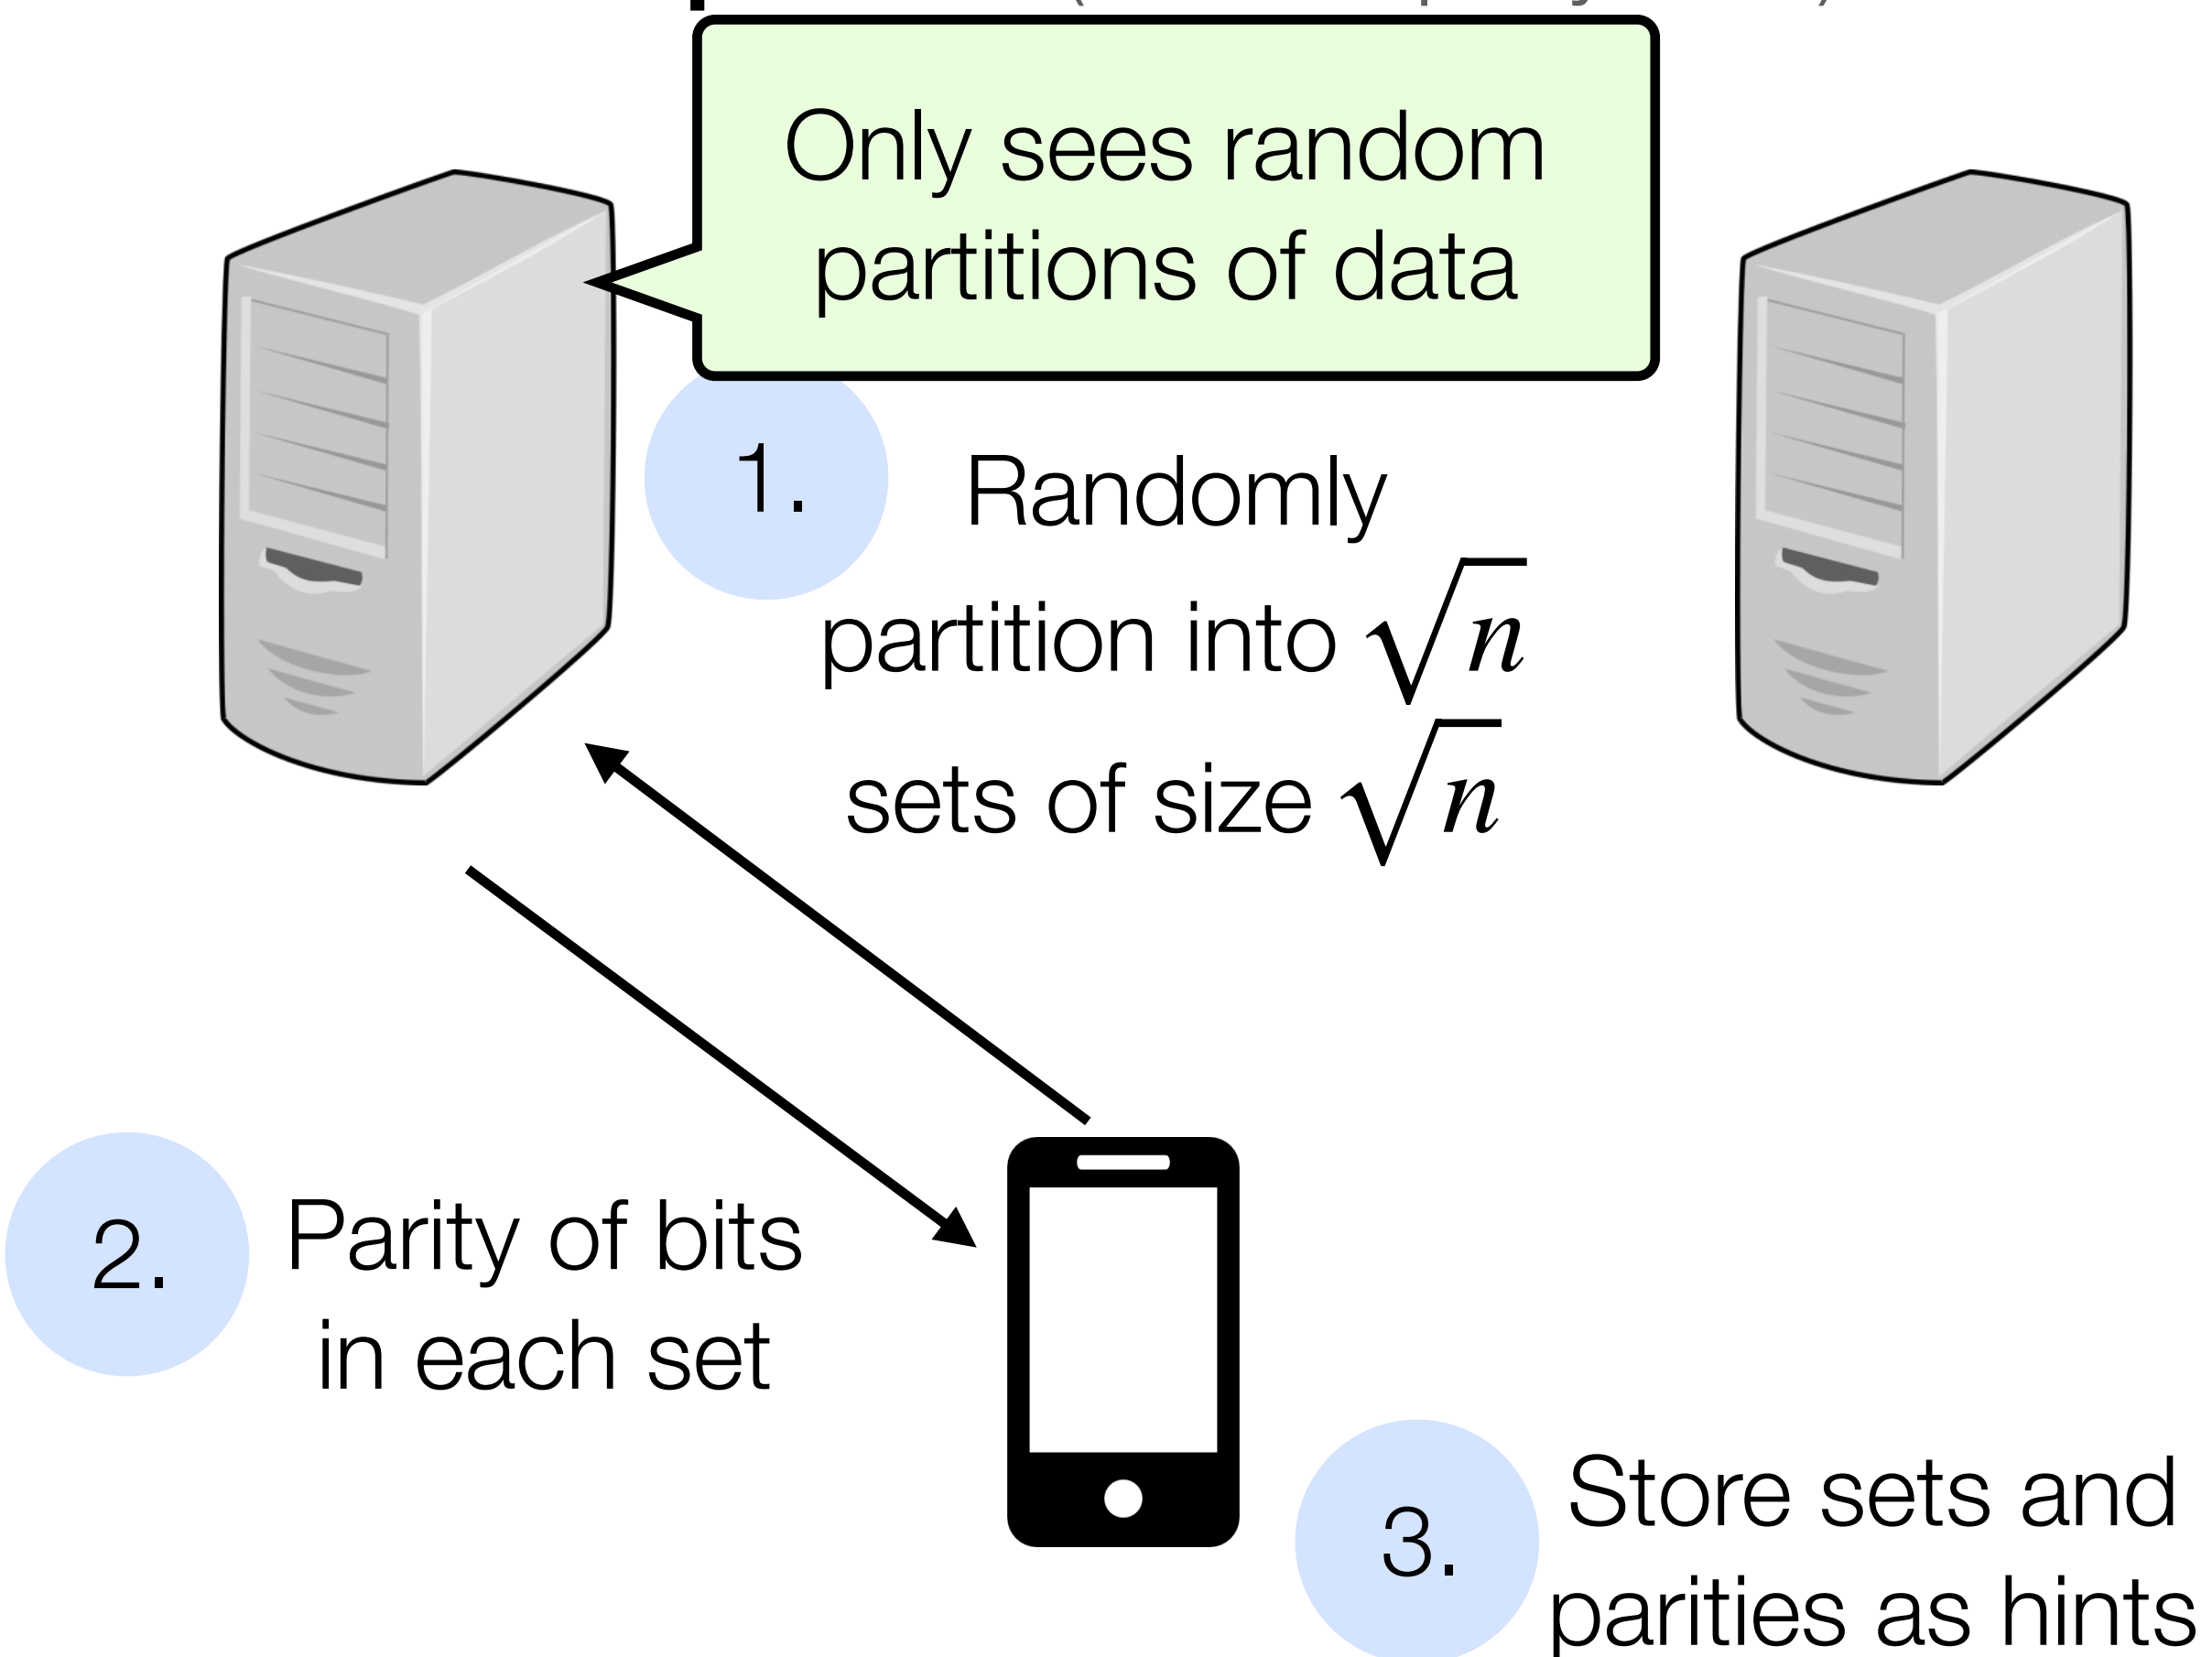 Only sees random
partitions of data
1.
Randomly
partition into √n
sets of size √n
2.
Parity of bits
in each set
3.
Store sets and
parities as hints